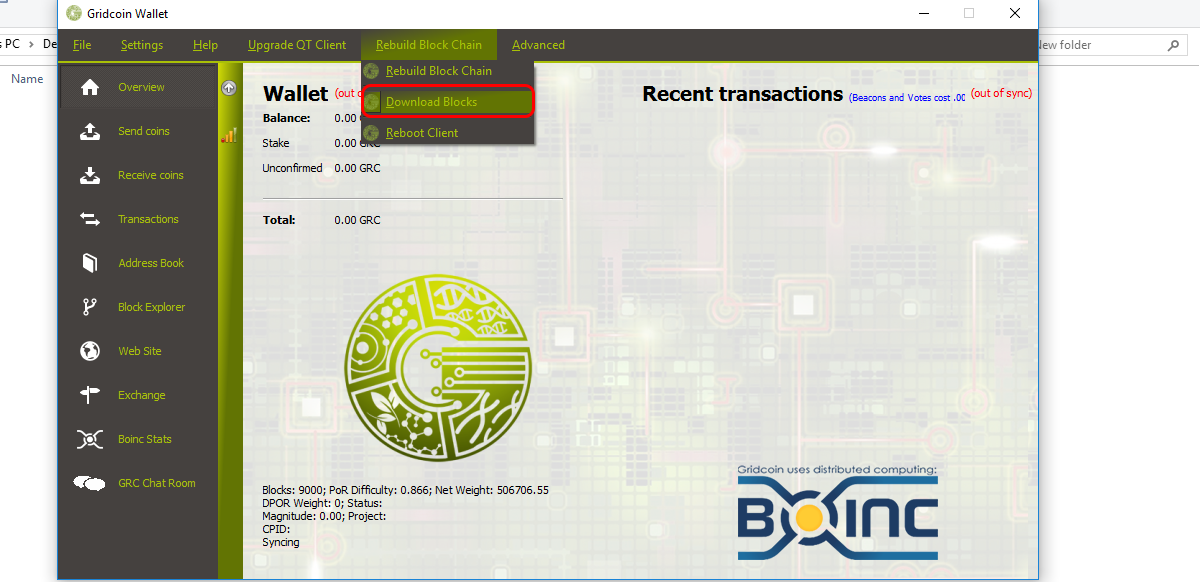 Gridcoin Wallet
s PC > De
New folder
File Settings Help Upgrade QT Client Rebuild Block Chain Advanced
Name
Rebuild Block Chain
Download Blocks
Reboot Client
Overview
Send coins
Receive coins
Transactions
Address Book
Block Explorer
Web Site
Exchange
Boinc Stats
GRC Chat Room
Wallet (out o
Balance: 0.00
Stake 0.00 GRC
Unconfirmed 0.00 GRC
Total: 0.00 GRC
Recent transactions (Beacons and Votes cost .00 (out of sync)
Blocks: 9000; PoR Difficulty: 0.866; Net Weight: 506706.55
DPOR Weight: 0; Status:
Magnitude: 0.00; Project:
CPID:
Syncing
Gridcoin uses distributed computing:
BOINC